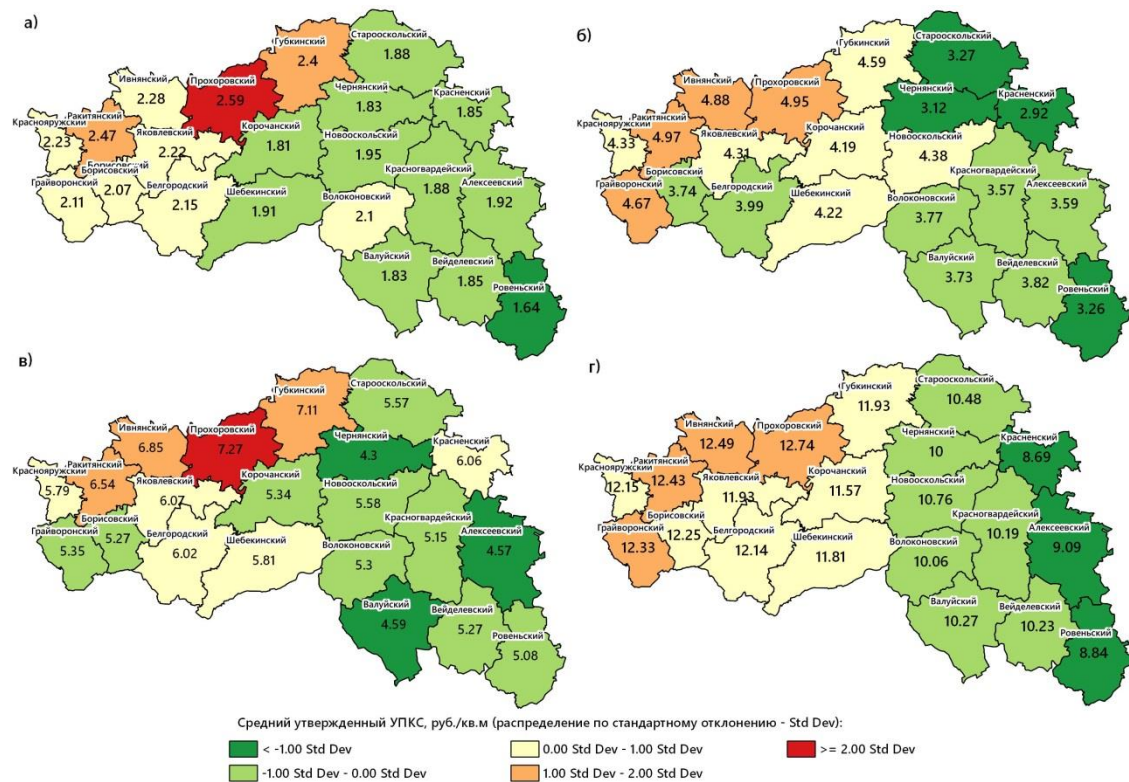 а)
Старооскольский
1.88
Губкинский
2.4
Ивнянский
2.28
Прохоровский
2.59
Чернянский
1.83
Красненский
1.85
Краснояружский
2.23
Ракитянский
2.47
Яковлевский
2.22
Корочанский
1.81
Новооскольский
1.95
Борисовский
Борисовский
2.07
Грайворонский
2.11
Белгородский
2.15
Шебекинский
1.91
Волоконовский
2.1
Красногвардейский
1.88
Алексеевский
1.92
Валуйский
1.83
Вейделевский
1.85
Ровеньский
1.64
б)
Старооскольский
3.27
Губкинский
4.59
Ивнянский
4.88
Прохоровский
4.95
Чернянский
3.12
Красненский
2.92
Краснояружский
4.33
Ракитянский
4.97
Яковлевский
4.31
Корочанский
4.19
Новооскольский
4.38
Борисовский
3.74
Грайворонский
4.67
Белгородский
3.99
Шебекинский
4.22
Волоконовский
3.77
Красногвардейский
3.57
Алексеевский
3.59
Валуйский
3.73
Вейделевский
3.82
Ровеньский
3.26
в)
Старооскольский
5.57
Губкинский
7.11
Ивнянский
6.85
Прохоровский
7.27
Чернянский
4.3
Красненский
6.06
Краснояружский
5.79
Ракитянский
6.54
Яковлевский
6.07
Корочанский
5.34
Новооскольский
5.58
Борисовский
5.27
Грайворонский
5.35
Белгородский
6.02
Шебекинский
5.81
Волоконовский
5.3
Красногвардейский
5.15
Алексеевский
4.57
Валуйский
4.59
Вейделевский
5.27
Ровеньский
5.08
г)
Старооскольский
10.48
Губкинский
11.93
Ивнянский
12.49
Прохоровский
12.74
Чернянский
10
Красненский
8.69
Краснояружский
12.15
Ракитянский
12.43
Яковлевский
11.93
Корочанский
11.57
Новооскольский
10.76
Борисовский
12.25
Грайворонский
12.33
Белгородский
12.14
Шебекинский
11.81
Волоконовский
10.06
Красногвардейский
10.19
Алексеевский
9.09
Валуйский
10.27
Вейделевский
10.23
Ровеньский
8.84
Средний утвержденный УПКС, руб./кв.м (распределение по стандартному отклонению - Std Dev):
< -1.00 Std Dev
0.00 Std Dev - 1.00 Std Dev
>= 2.00 Std Dev
-1.00 Std Dev - 0.00 Std Dev
1.00 Std Dev - 2.00 Std Dev